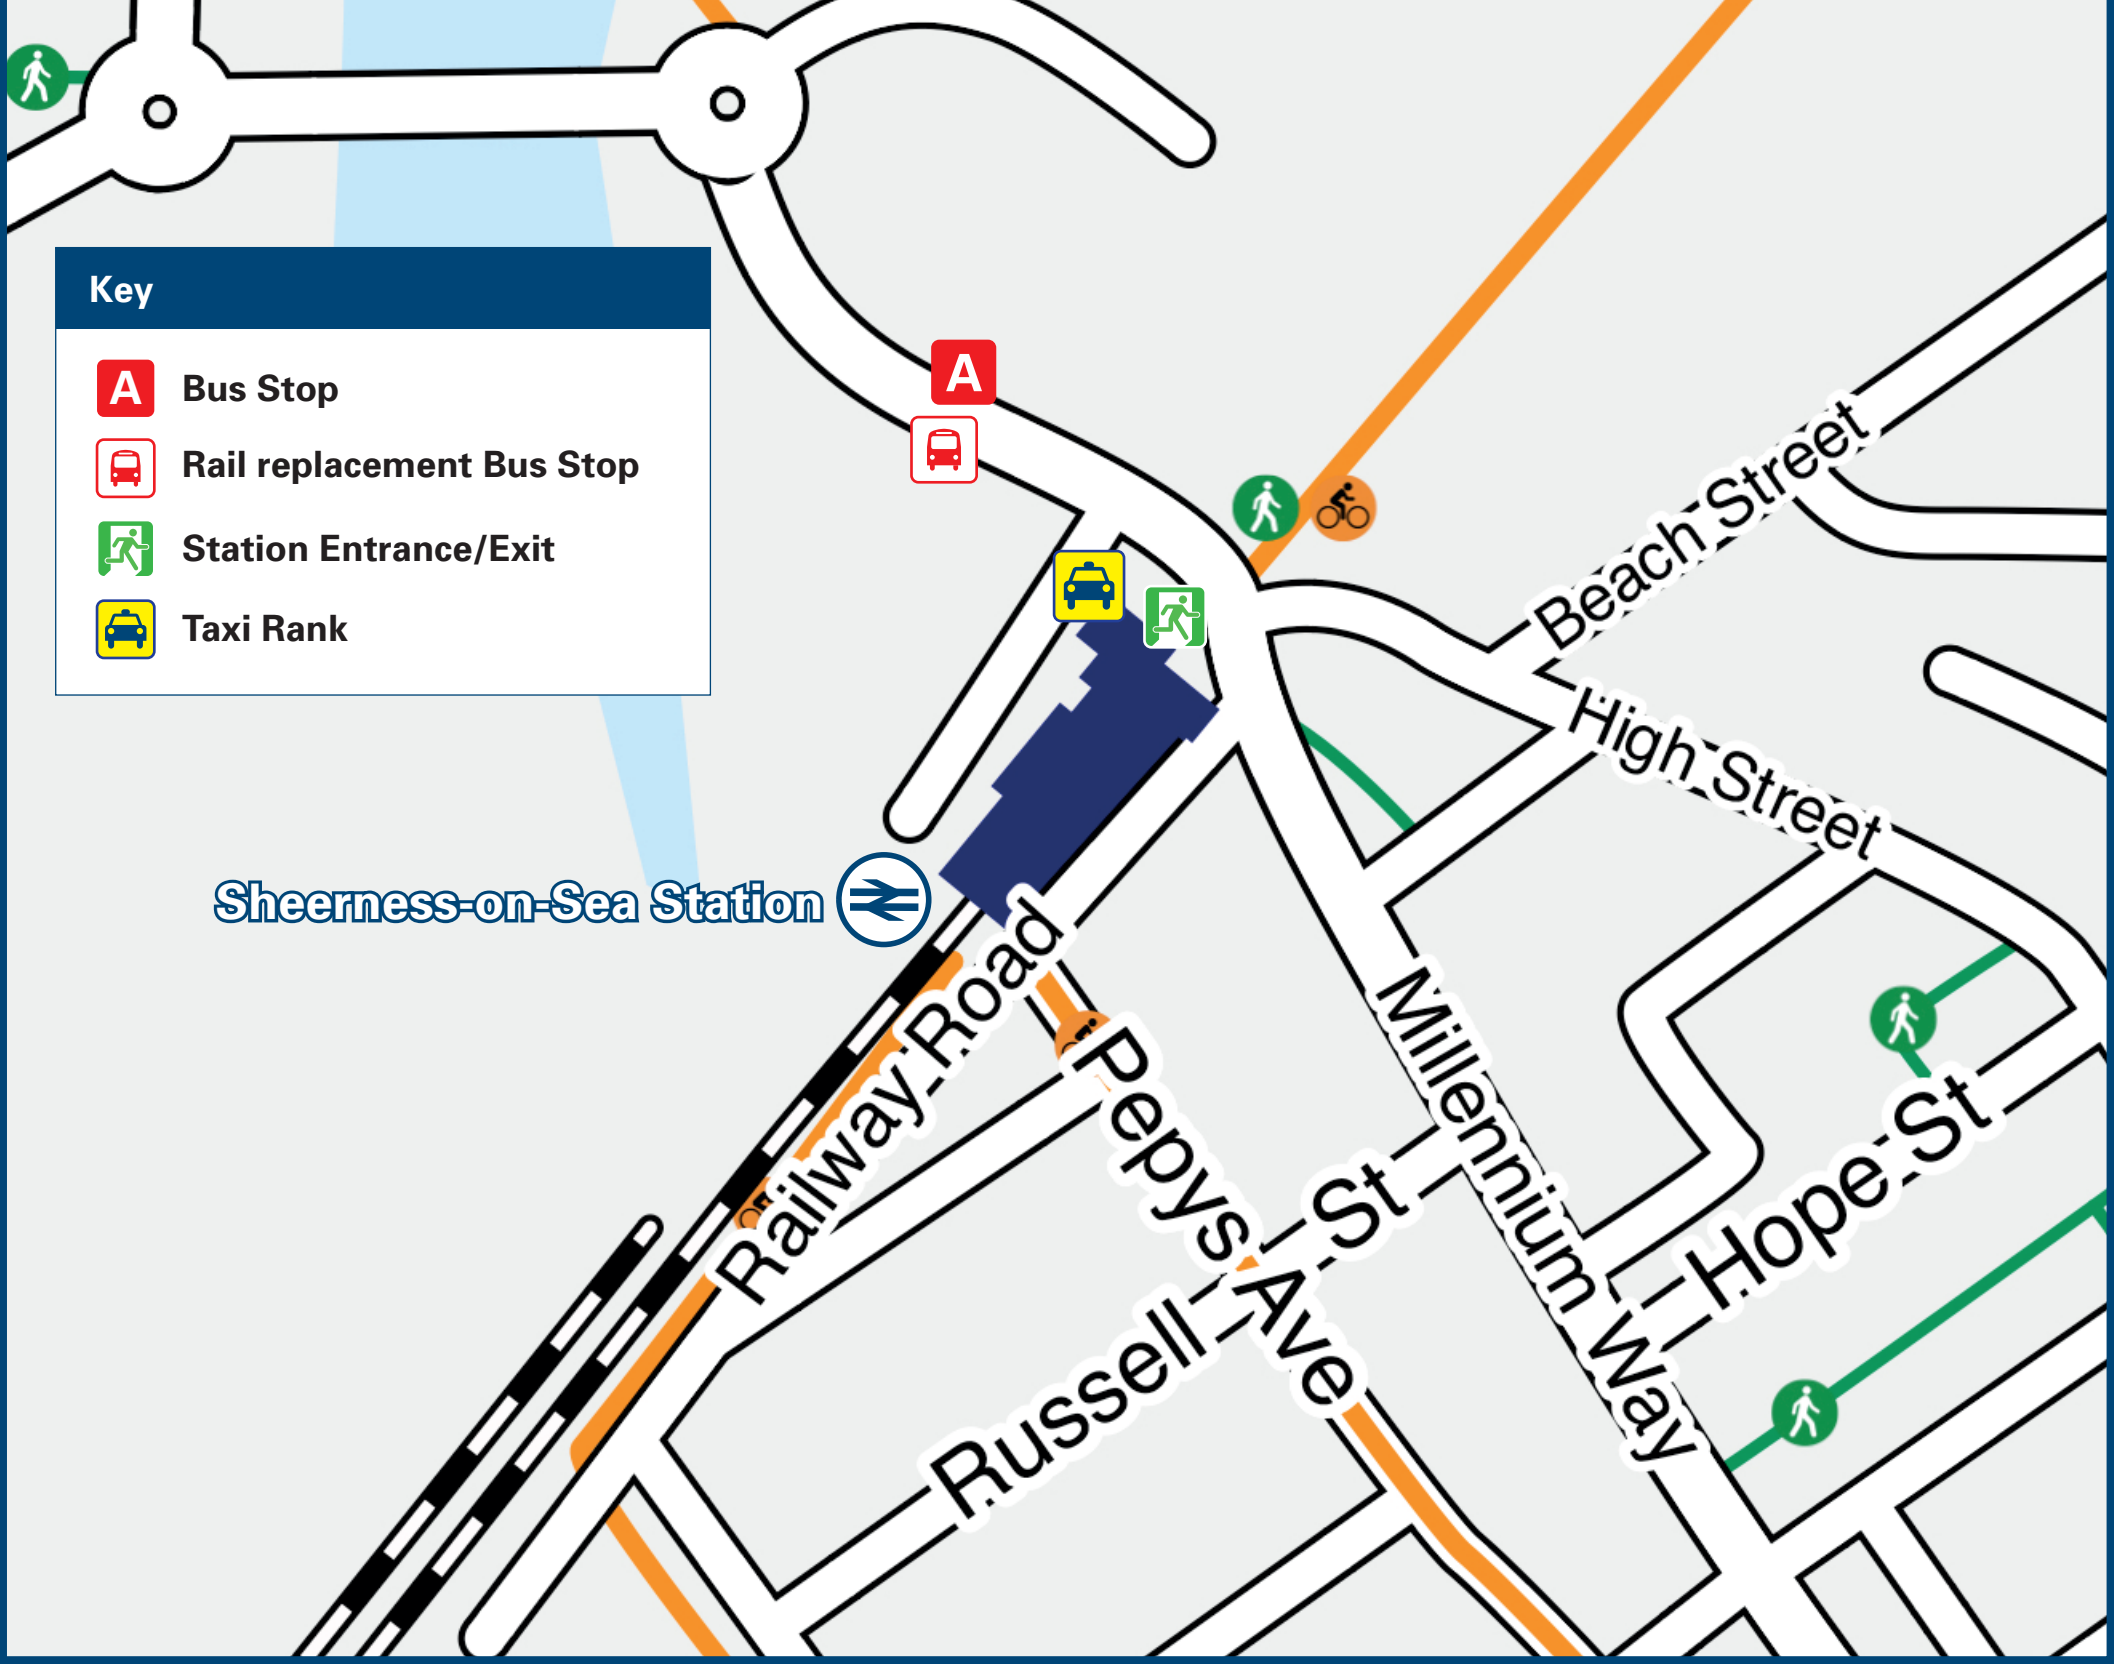 Key
A
Bus Stop
Rail replacement Bus Stop
Station Entrance/Exit
Taxi Rank
A
Beach Street
High Street
Sheerness-on-Sea Station
Railway Road
Pepys Ave
Millennium Way
Hope St
Russell St